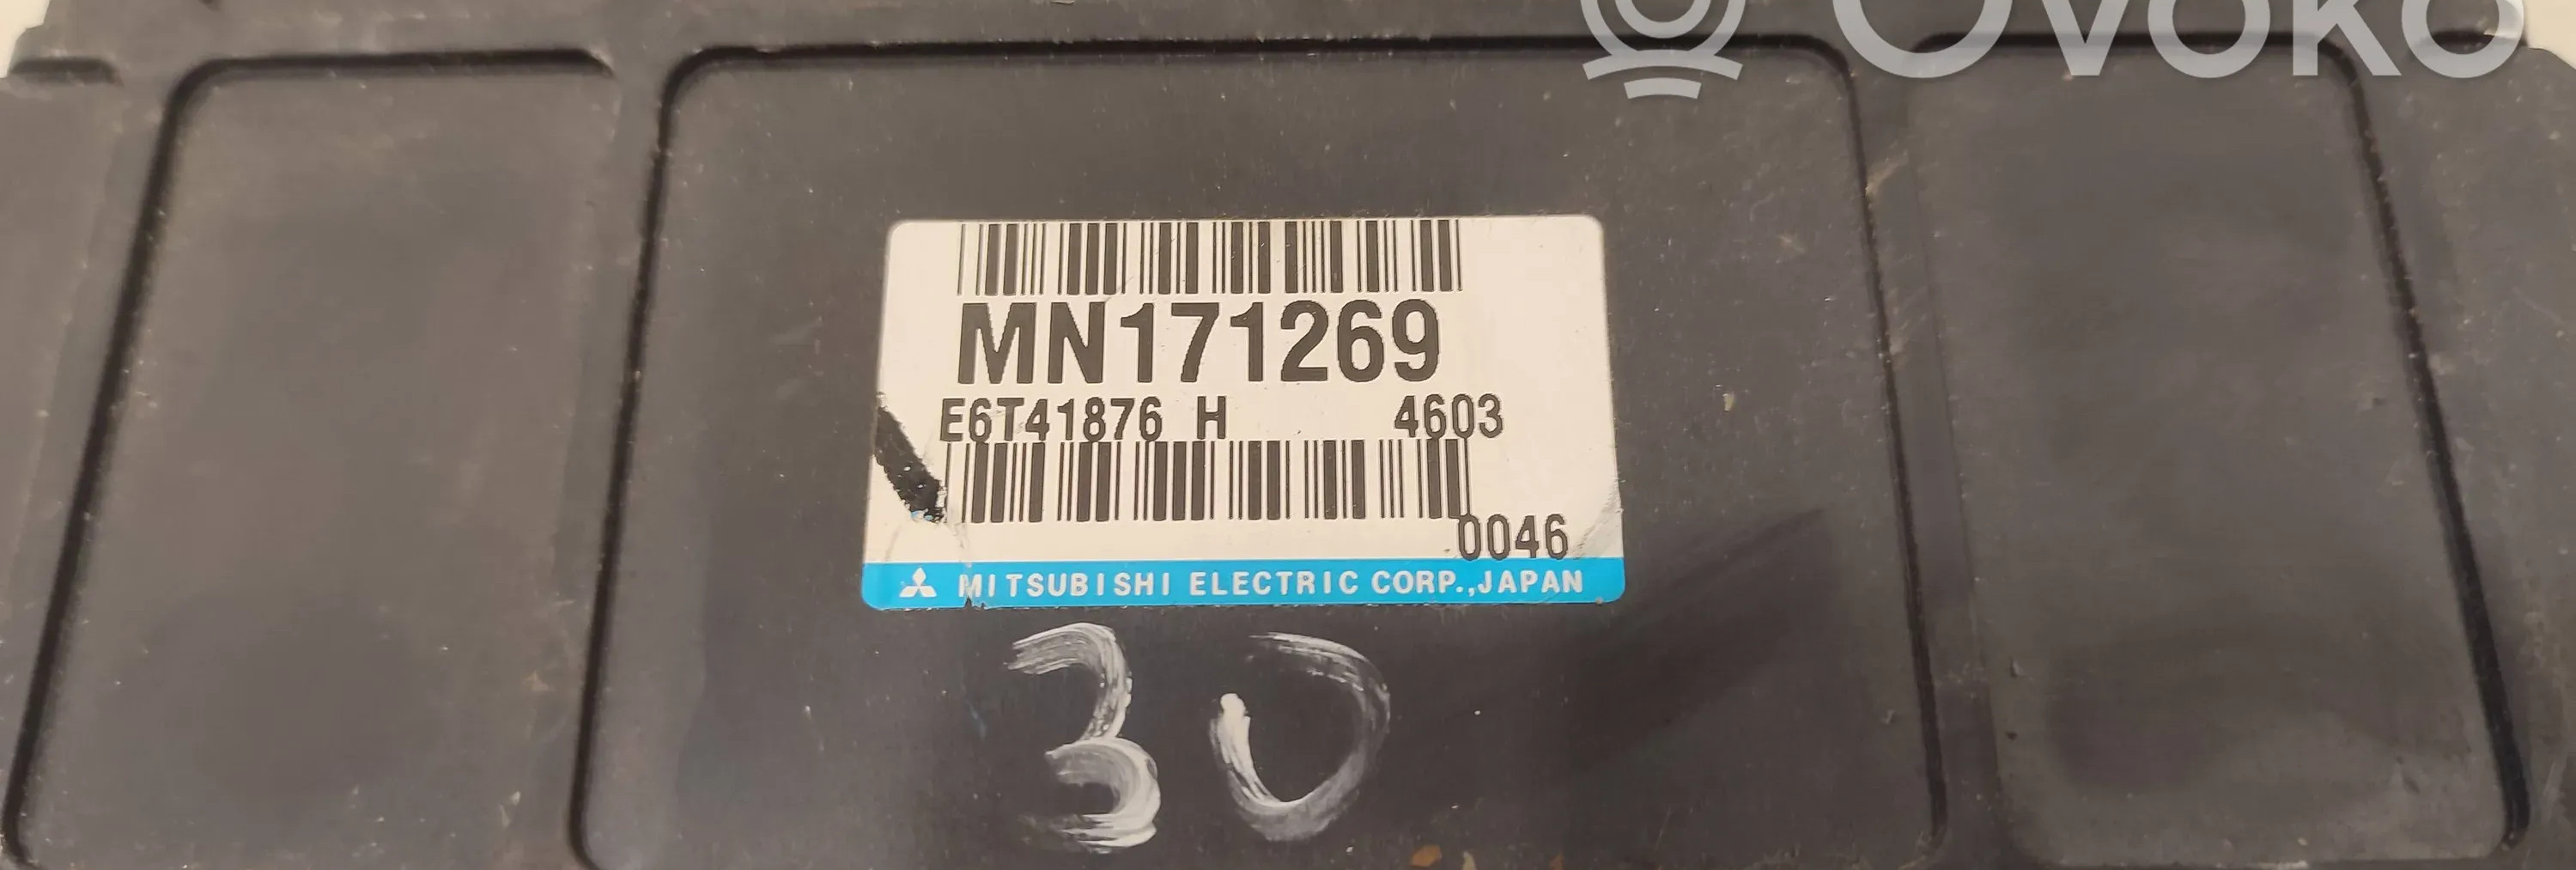 OVOKO
MN171269
E6T41876 H 4603
0046
MITSUBISHI ELECTRIC CORP.,JAPAN
30